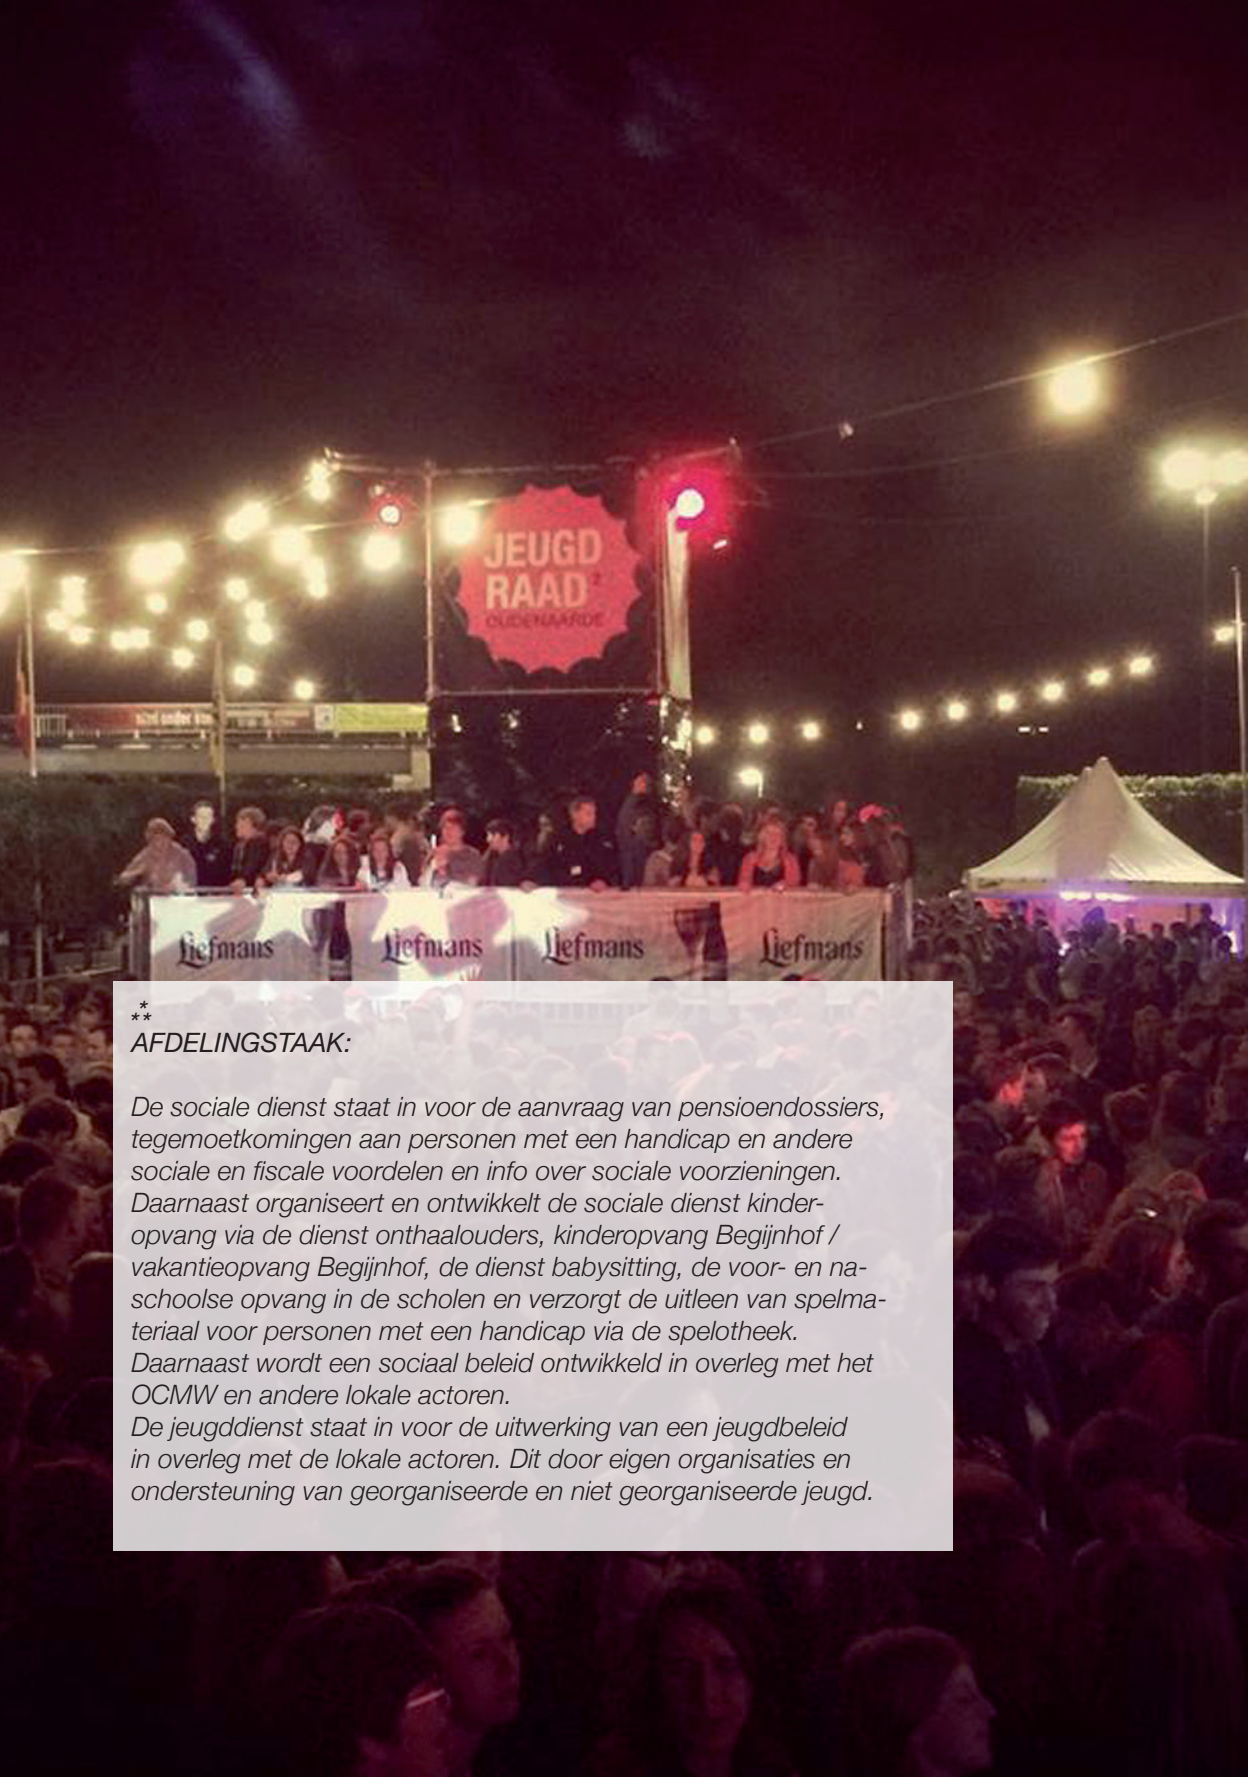 JEUGD
RAAD²
OUDENAARDE
Liefmans Liefmans Liefmans Liefmans
*
**
AFDELINGSTAAK:
De sociale dienst staat in voor de aanvraag van pensioendossiers,
tegemoetkomingen aan personen met een handicap en andere
sociale en fiscale voordelen en info over sociale voorzieningen.
Daarnaast organiseert en ontwikkelt de sociale dienst kinder-
opvang via de dienst onthaalouders, kinderopvang Begijnhof /
vakantieopvang Begijnhof, de dienst babysitting, de voor- en na-
schoolse opvang in de scholen en verzorgt de uitleen van spelma-
teriaal voor personen met een handicap via de spelotheek.
Daarnaast wordt een sociaal beleid ontwikkeld in overleg met het
OCMW en andere lokale actoren.
De jeugddienst staat in voor de uitwerking van een jeugdbeleid
in overleg met de lokale actoren. Dit door eigen organisaties en
ondersteuning van georganiseerde en niet georganiseerde jeugd.